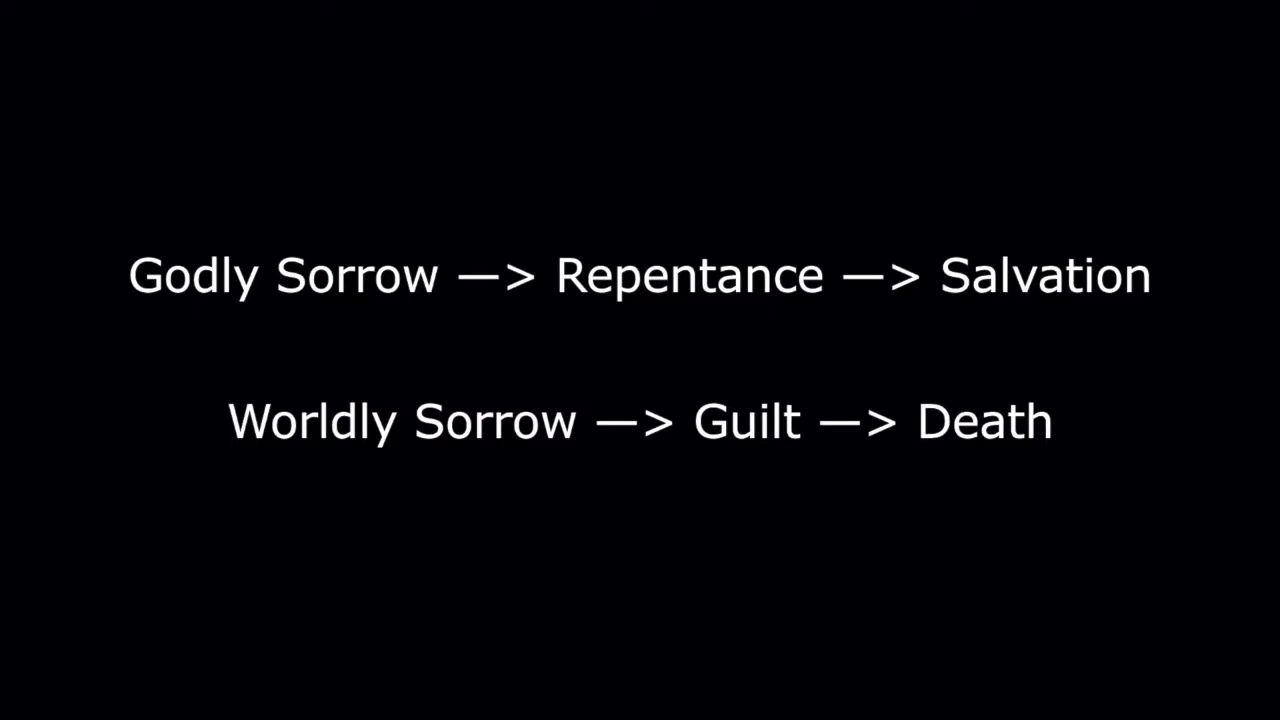 Godly Sorrow —> Repentance —> Salvation
Worldly Sorrow —> Guilt —> Death